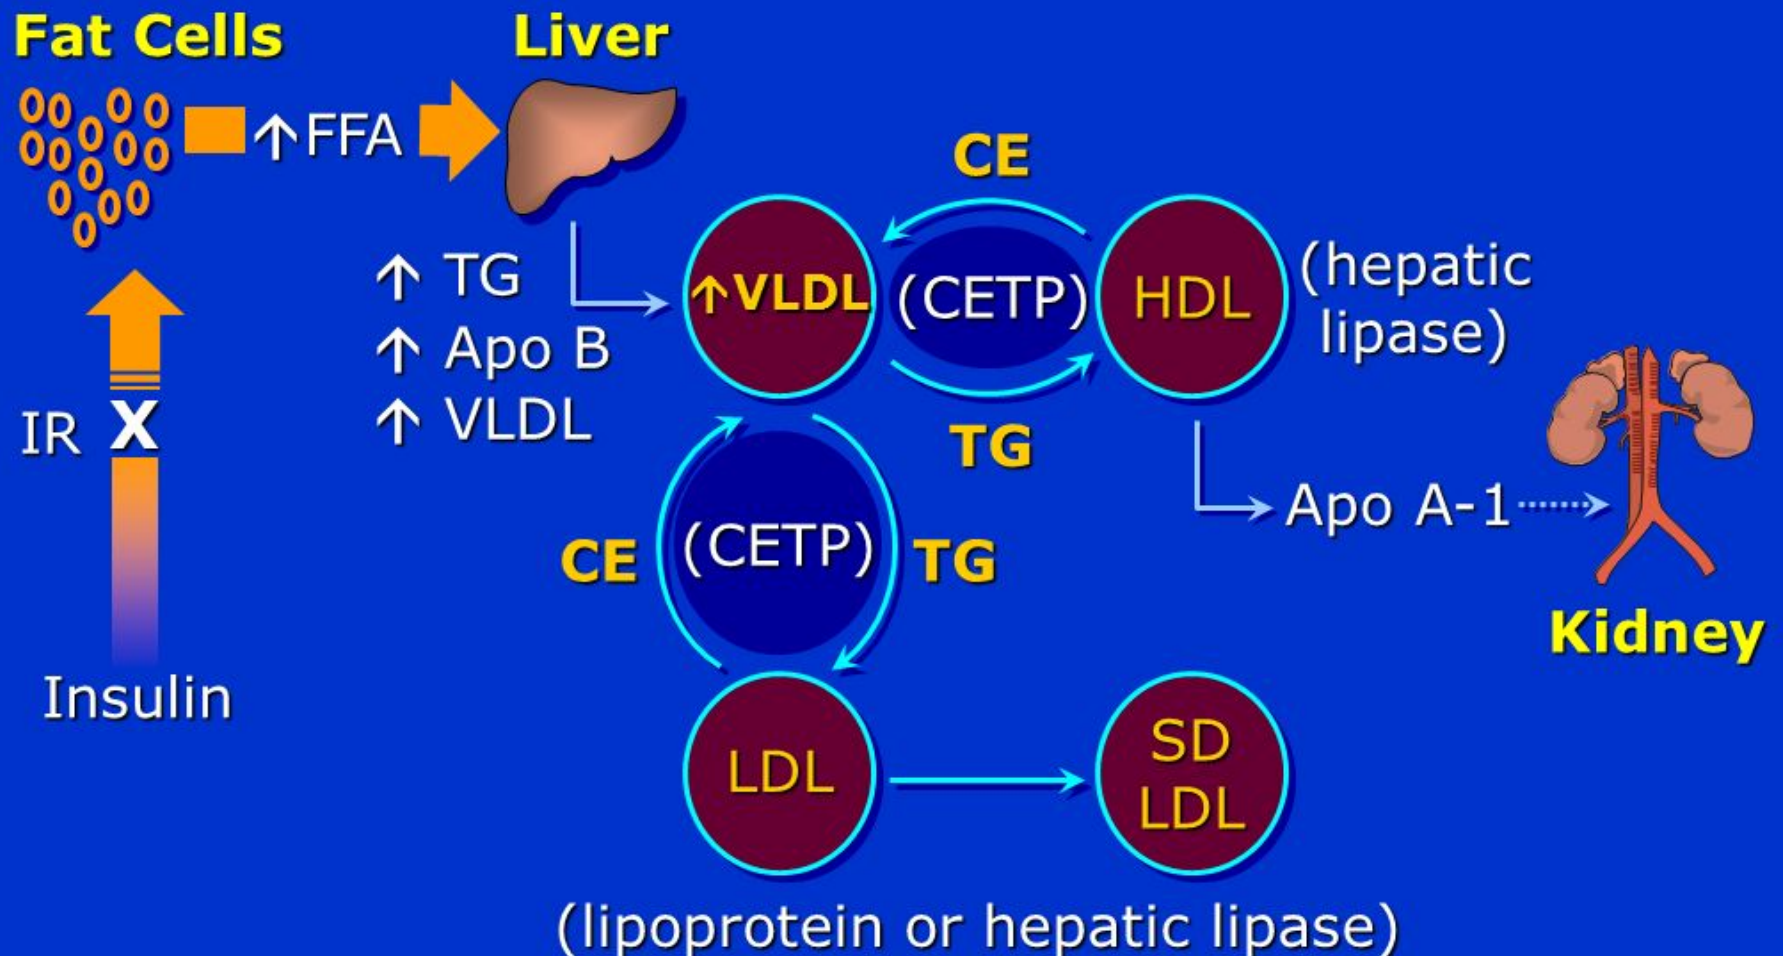 Fat Cells
Liver
↑FFA
CE
↑ TG
↑ Apo B
↑ VLDL
↑VLDL
(CETP)
HDL
(hepatic
lipase)
IR X
TG
Apo A-1
CE
(CETP)
TG
Kidney
Insulin
LDL
SD
LDL
(lipoprotein or hepatic lipase)